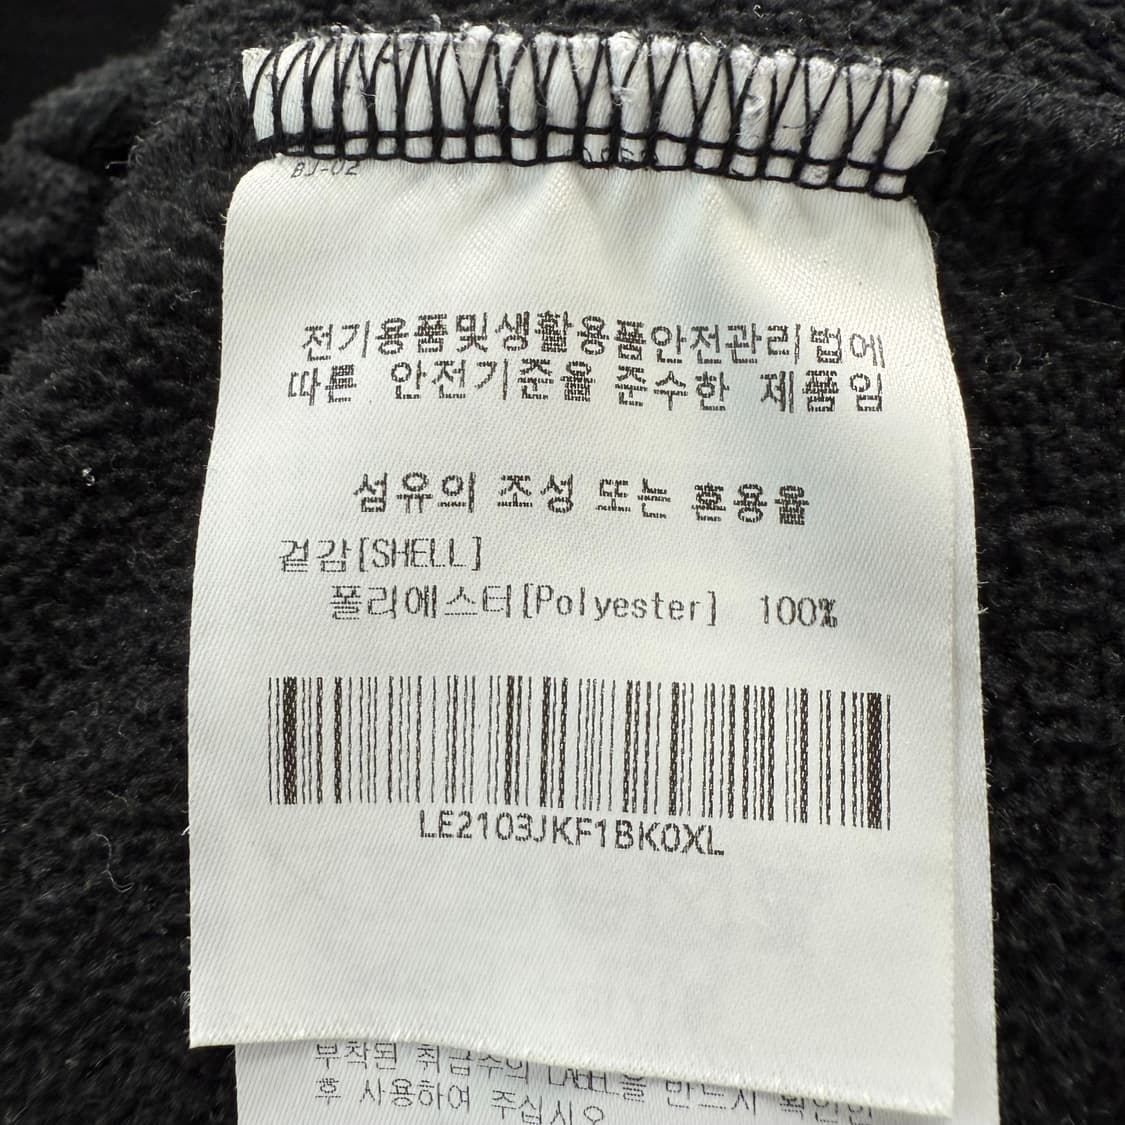 BJ-02
전기용품및생활용품안전관리법에
따른 안전기준을 준수한 제품임
섬유의 조성 또는 혼용율
겉감[SHELL]
폴리에스터[Polyester] 100%
LE2103JKF1BK0XL
부착된 취급주의 LABEL을 반드시 확인한
후 사용하여 주십시오